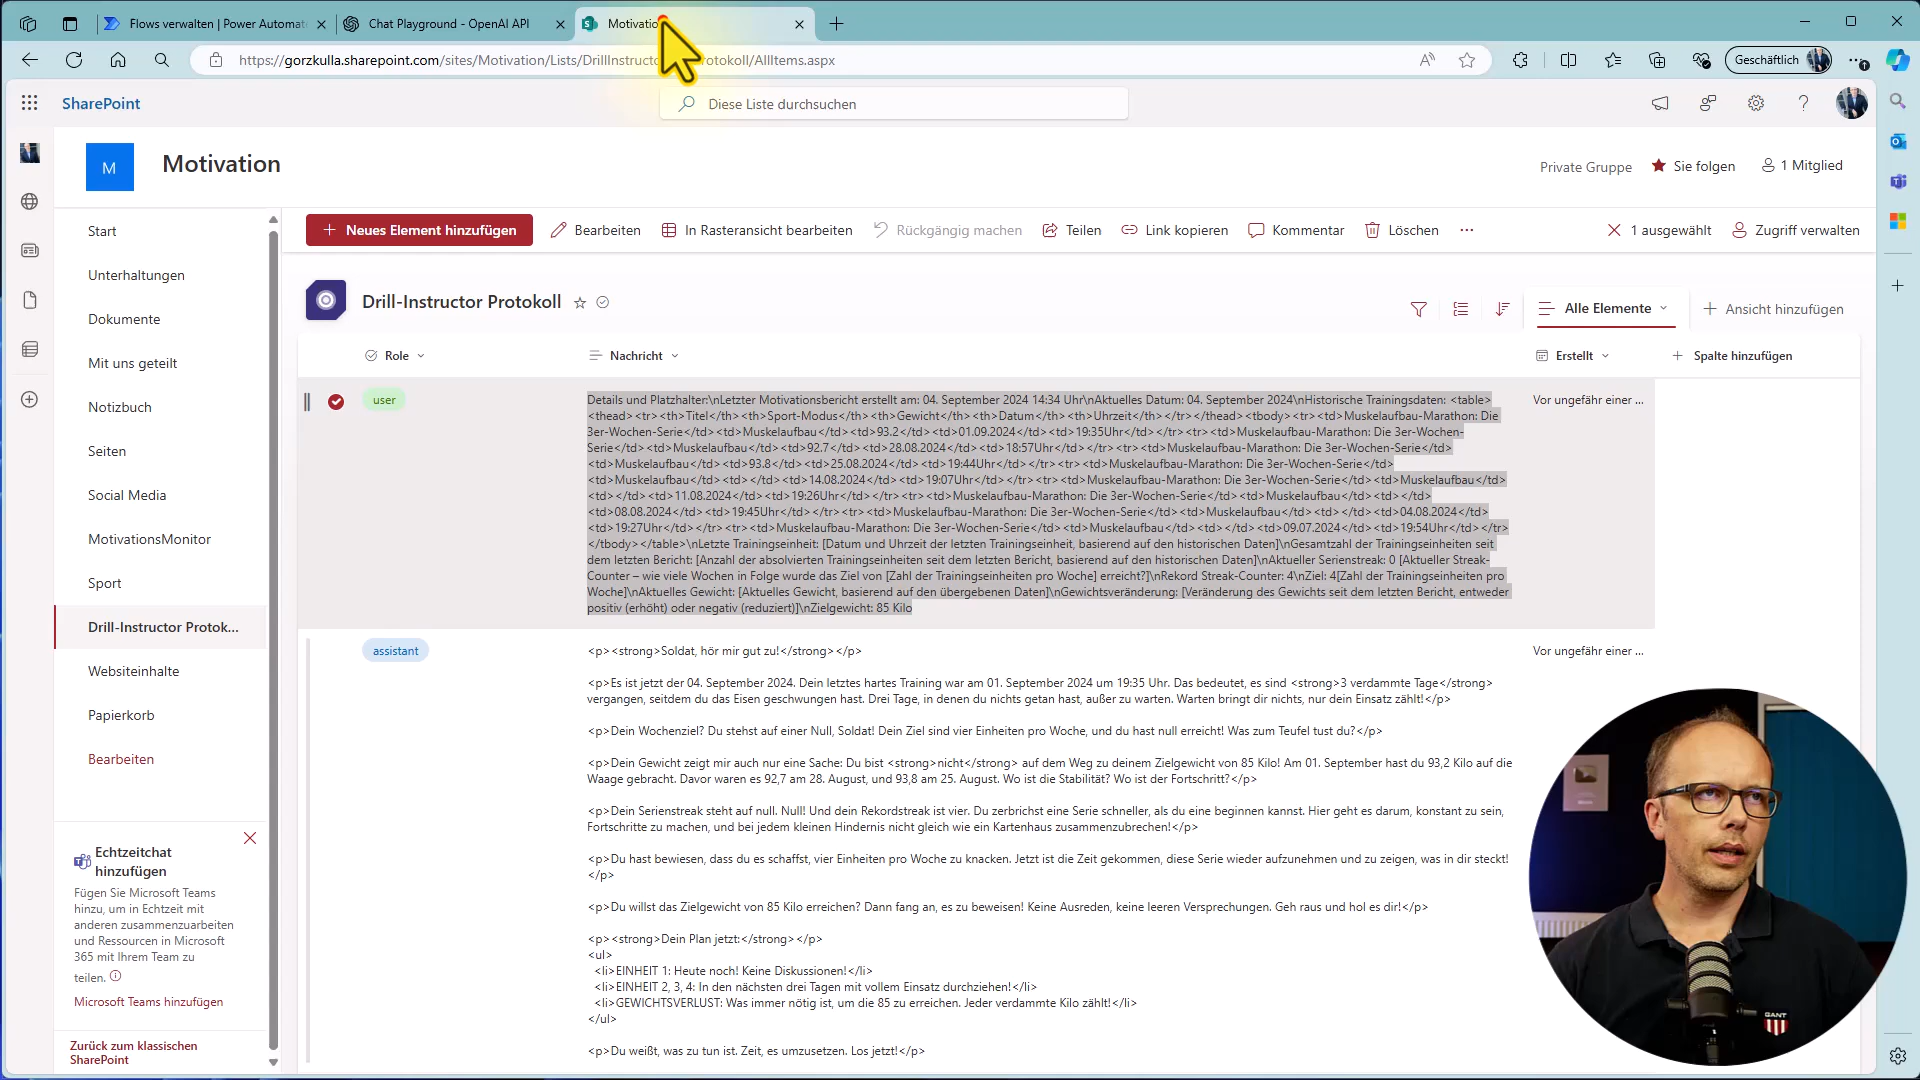 Flows verwalten | Power Automat
Chat Playground - OpenAI API
Motivatio
https://gorzkulla.sharepoint.com/sites/Motivation/Lists/DrillInstructo rotokoll/AllItems.aspx
Geschäftlich
SharePoint
Diese Liste durchsuchen
M
Motivation
Private Gruppe
Sie folgen
1 Mitglied
Start
Unterhaltungen
Dokumente
Mit uns geteilt
Notizbuch
Seiten
Social Media
MotivationsMonitor
Sport
Drill-Instructor Protok...
Websiteinhalte
Papierkorb
Bearbeiten
Echtzeitchat
hinzufügen
Fügen Sie Microsoft Teams
hinzu, um in Echtzeit mit
anderen zusammenzuarbeiten
und Ressourcen in Microsoft
365 mit Ihrem Team zu
teilen.
Microsoft Teams hinzufügen
Zurück zum klassischen
SharePoint
Neues Element hinzufügen
Bearbeiten
In Rasteransicht bearbeiten
Rückgängig machen
Teilen
Link kopieren
Kommentar
Löschen
1 ausgewählt
Zugriff verwalten
Drill-Instructor Protokoll
Alle Elemente
Ansicht hinzufügen
Role
Nachricht
Erstellt
Spalte hinzufügen
user
Details und Platzhalter:\nLetzter Motivationsbericht erstellt am: 04. September 2024 14:34 Uhr\nAktuelles Datum: 04. September 2024\nHistorische Trainingsdaten: <table>
<thead><tr><th>Titel</th><th>Sport-Modus</th><th>Gewicht</th><th>Datum</th><th>Uhrzeit</th></tr></thead><tbody><tr><td>Muskelaufbau-Marathon: Die
3er-Wochen-Serie</td><td>Muskelaufbau</td><td>93.2</td><td>01.09.2024</td><td>19:35Uhr</td></tr><tr><td>Muskelaufbau-Marathon: Die 3er-Wochen-
Serie</td><td>Muskelaufbau</td><td>92.7</td><td>28.08.2024</td><td>18:57Uhr</td></tr><tr><td>Muskelaufbau-Marathon: Die 3er-Wochen-Serie</td>
<td>Muskelaufbau</td><td>93.8</td><td>25.08.2024</td><td>19:44Uhr</td></tr><tr><td>Muskelaufbau-Marathon: Die 3er-Wochen-Serie</td>
<td>Muskelaufbau</td><td></td><td>14.08.2024</td><td>19:07Uhr</td></tr><tr><td>Muskelaufbau-Marathon: Die 3er-Wochen-Serie</td><td>Muskelaufbau</td>
<td></td><td>11.08.2024</td><td>19:26Uhr</td></tr><tr><td>Muskelaufbau-Marathon: Die 3er-Wochen-Serie</td><td>Muskelaufbau</td><td></td>
<td>08.08.2024</td><td>19:45Uhr</td></tr><tr><td>Muskelaufbau-Marathon: Die 3er-Wochen-Serie</td><td>Muskelaufbau</td><td></td><td>04.08.2024</td>
<td>19:27Uhr</td></tr><tr><td>Muskelaufbau-Marathon: Die 3er-Wochen-Serie</td><td>Muskelaufbau</td><td></td><td>09.07.2024</td><td>19:54Uhr</td></tr>
</tbody></table>\nLetzte Trainingseinheit: [Datum und Uhrzeit der letzten Trainingseinheit, basierend auf den historischen Daten]\nGesamtzahl der Trainingseinheiten seit
dem letzten Bericht: [Anzahl der absolvierten Trainingseinheiten seit dem letzten Bericht, basierend auf den historischen Daten]\nAktueller Serienstreak: 0 [Aktueller Streak-
Counter – wie viele Wochen in Folge wurde das Ziel von [Zahl der Trainingseinheiten pro Woche] erreicht?]\nRekord Streak-Counter: 4\nZiel: 4[Zahl der Trainingseinheiten pro
Woche]\nAktuelles Gewicht: [Aktuelles Gewicht, basierend auf den übergebenen Daten]\nGewichtsveränderung: [Veränderung des Gewichts seit dem letzten Bericht, entweder
positiv (erhöht) oder negativ (reduziert)]\nZielgewicht: 85 Kilo
Vor ungefähr einer ...
assistant
<p><strong>Soldat, hör mir gut zu!</strong></p>
Vor ungefähr einer ...
<p>Es ist jetzt der 04. September 2024. Dein letztes hartes Training war am 01. September 2024 um 19:35 Uhr. Das bedeutet, es sind <strong>3 verdammte Tage</strong>
vergangen, seitdem du das Eisen geschwungen hast. Drei Tage, in denen du nichts getan hast, außer zu warten. Warten bringt dir nichts, nur dein Einsatz zählt!</p>
<p>Dein Wochenziel? Du stehst auf einer Null, Soldat! Dein Ziel sind vier Einheiten pro Woche, und du hast null erreicht! Was zum Teufel tust du?</p>
<p>Dein Gewicht zeigt mir auch nur eine Sache: Du bist <strong>nicht</strong> auf dem Weg zu deinem Zielgewicht von 85 Kilo! Am 01. September hast du 93,2 Kilo auf die
Waage gebracht. Davor waren es 92,7 am 28. August, und 93,8 am 25. August. Wo ist die Stabilität? Wo ist der Fortschritt?</p>
<p>Dein Serienstreak steht auf null. Null! Und dein Rekordstreak ist vier. Du zerbrichst eine Serie schneller, als du eine beginnen kannst. Hier geht es darum, konstant zu sein,
Fortschritte zu machen, und bei jedem kleinen Hindernis nicht gleich wie ein Kartenhaus zusammenzubrechen!</p>
<p>Du hast bewiesen, dass du es schaffst, vier Einheiten pro Woche zu knacken. Jetzt ist die Zeit gekommen, diese Serie wieder aufzunehmen und zu zeigen, was in dir steckt!
</p>
<p>Du willst das Zielgewicht von 85 Kilo erreichen? Dann fang an, es zu beweisen! Keine Ausreden, keine leeren Versprechungen. Geh raus und hol es dir!</p>
<p><strong>Dein Plan jetzt:</strong></p>
<ul>
<li>EINHEIT 1: Heute noch! Keine Diskussionen!</li>
<li>EINHEIT 2, 3, 4: In den nächsten drei Tagen mit vollem Einsatz durchziehen!</li>
<li>GEWICHTSVERLUST: Was immer nötig ist, um die 85 zu erreichen. Jeder verdammte Kilo zählt!</li>
</ul>
<p>Du weißt, was zu tun ist. Zeit, es umzusetzen. Los jetzt!</p>
GANT